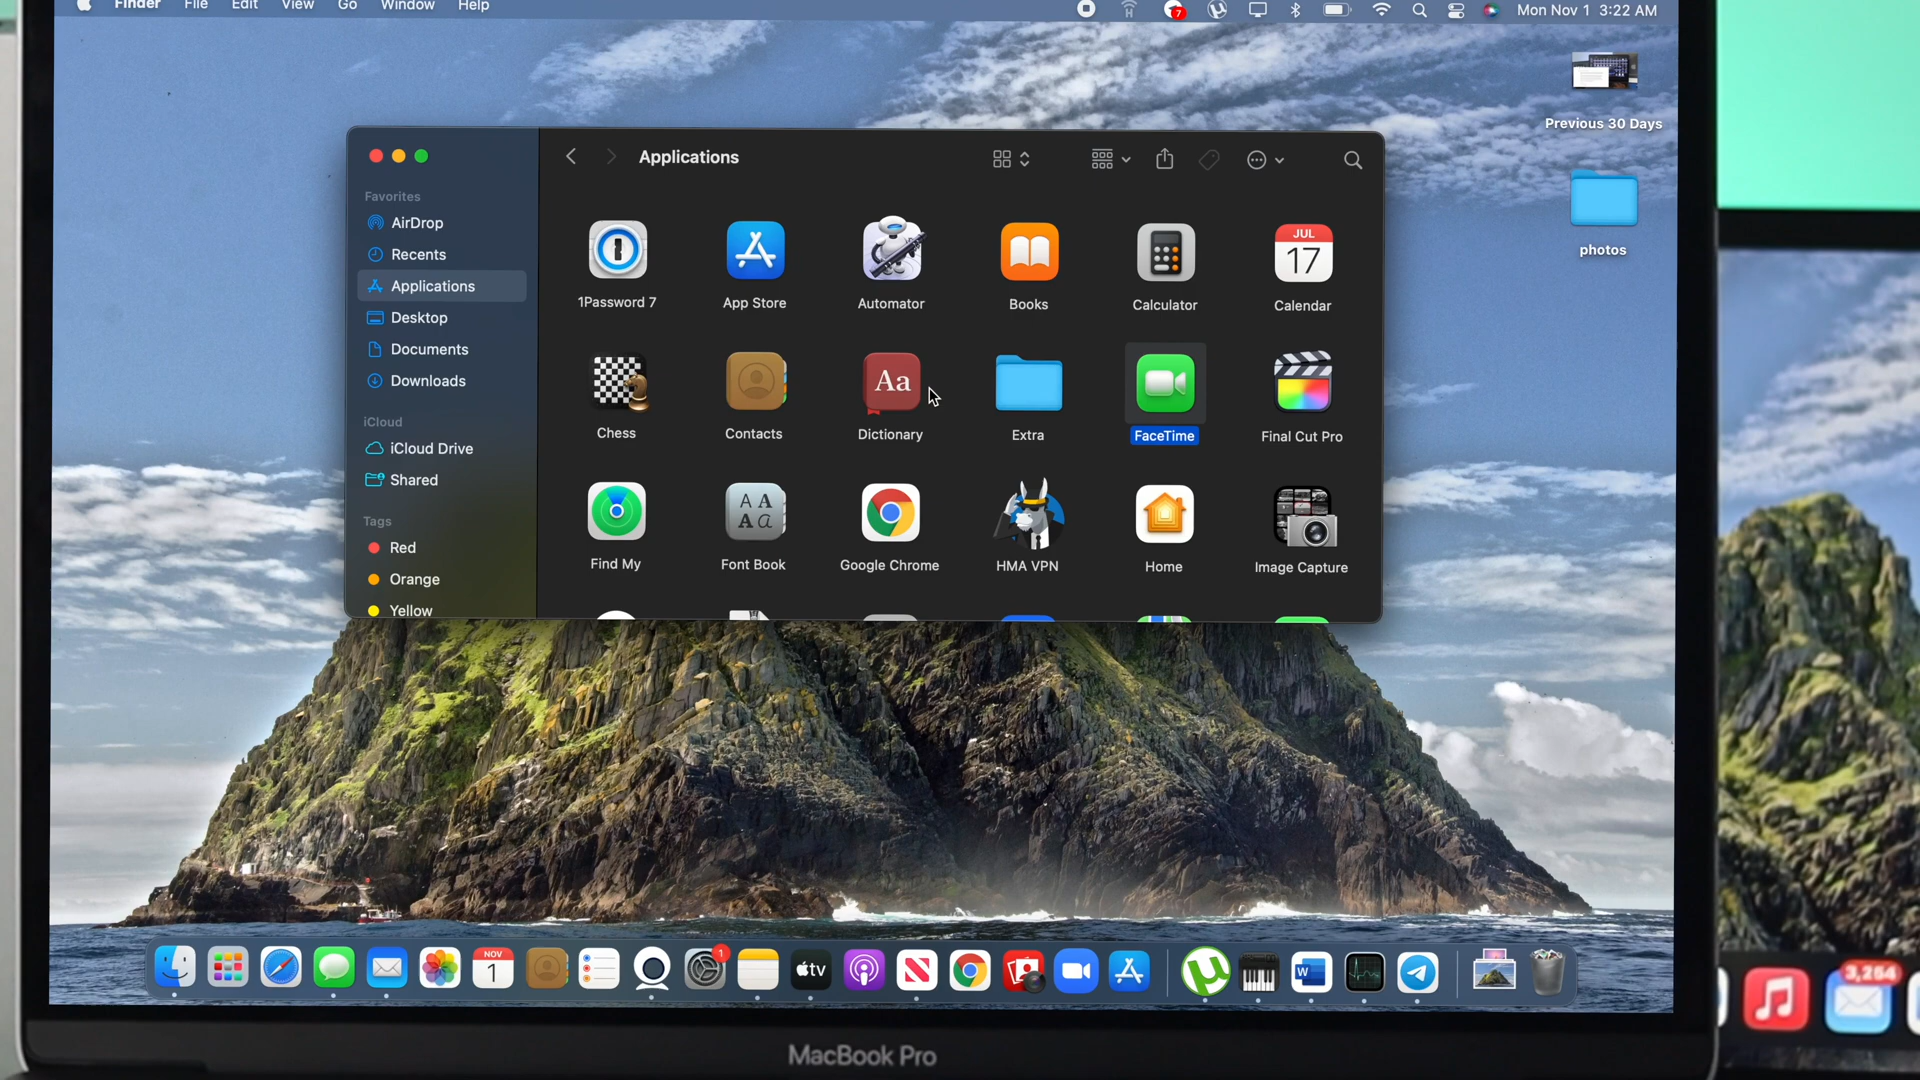 Finder File Edit View Go Window Help
7
Mon Nov 1 3:22 AM
Previous 30 Days
photos
Applications
Favorites
AirDrop
Recents
Applications
Desktop
Documents
Downloads
iCloud
iCloud Drive
Shared
Tags
Red
Orange
Yellow
JUL
17
1Password 7 App Store Automator Books Calculator Calendar
Aa
Chess Contacts Dictionary Extra FaceTime Final Cut Pro
A A
A a
Find My Font Book Google Chrome HMA VPN Home Image Capture
NOV
1
1
tv
W
3,254
MacBook Pro